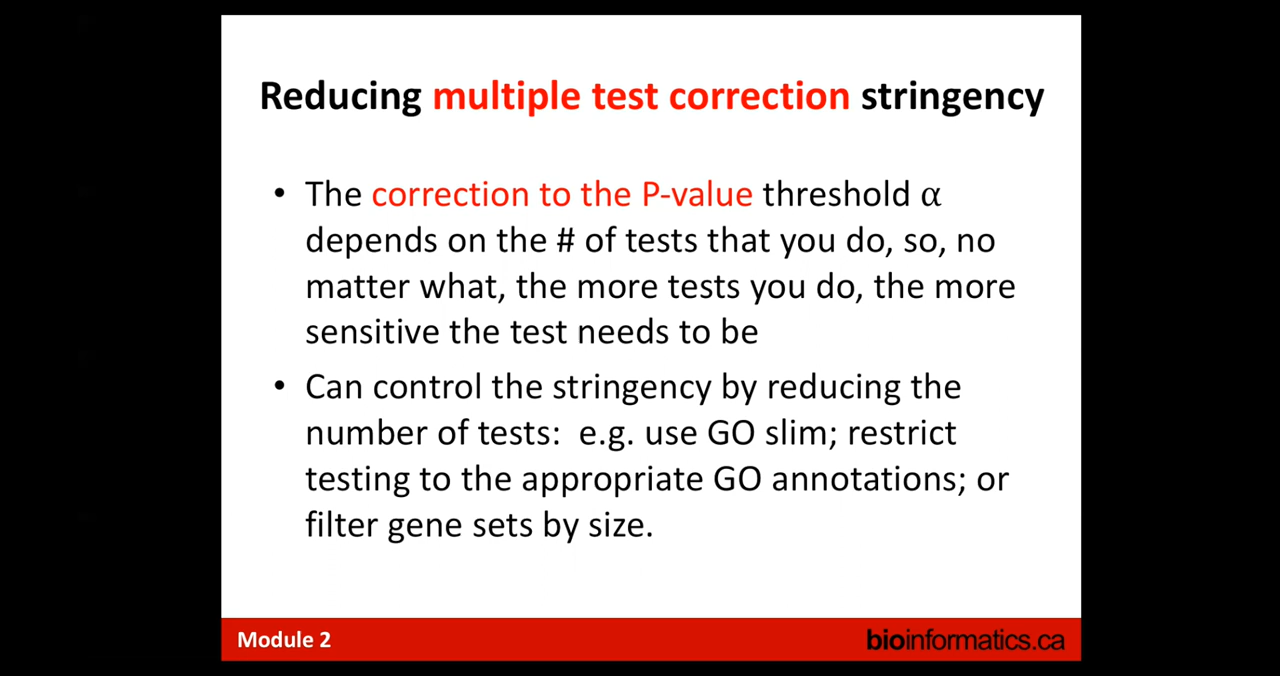 Reducing multiple test correction stringency
• The correction to the P-value threshold α
depends on the # of tests that you do, so, no
matter what, the more tests you do, the more
sensitive the test needs to be
• Can control the stringency by reducing the
number of tests:  e.g. use GO slim; restrict
testing to the appropriate GO annotations; or
filter gene sets by size.
Module 2
bioinformatics.ca